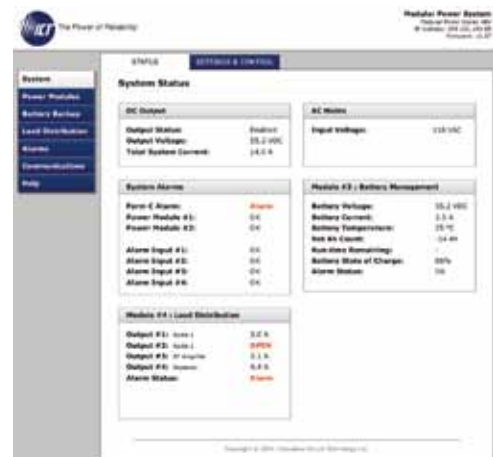 ICT
The Power of Reliability
Modular Power System
STATUS
SETTINGS & CONTROL
System
Power Modules
Battery Backup
Load Distribution
Alarms
Communications
Help
System Status
DC Output
Output Status: Enabled
Output Voltage: 55.2 VDC
Total System Current: 14.0 A
AC Mains
Input Voltage: 118 VAC
System Alarms
Form C Alarm: Alarm
Power Module #1: OK
Power Module #2: OK
Alarm Input #1: OK
Alarm Input #2: OK
Alarm Input #3: OK
Alarm Input #4: OK
Module #3 : Battery Management
Battery Voltage: 55.2 VDC
Battery Current:
Battery Temperature: 25 °C
Net Ah Count:
Run-time Remaining: -
Battery State of Charge:
Alarm Status: OK
Module #4 : Load Distribution
Output #1:
Output #2: OPEN
Output #3:
Output #4:
Alarm Status: Alarm